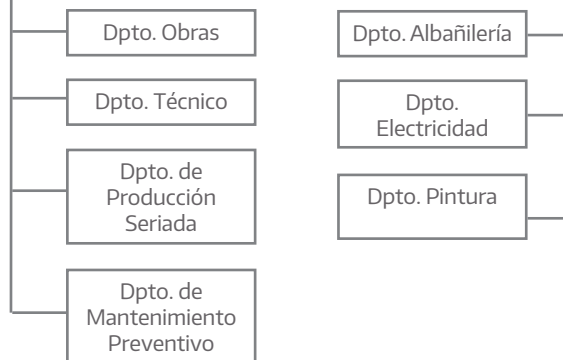 Dpto. Obras
Dpto. Técnico
Dpto. de
Producción
Seriada
Dpto. de
Mantenimiento
Preventivo
Dpto. Albañilería
Dpto.
Electricidad
Dpto. Pintura